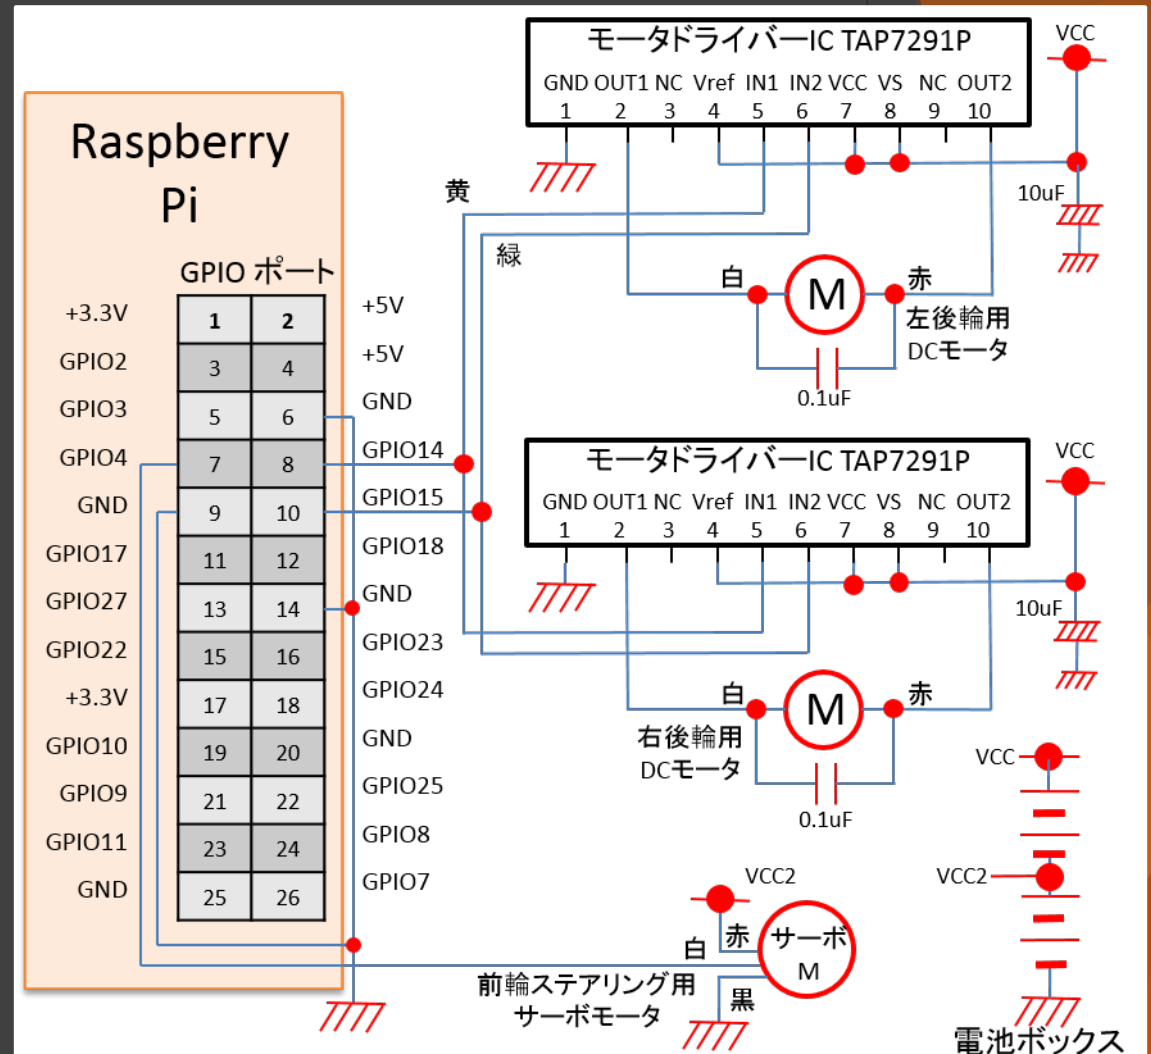 Raspberry
Pi
GPIO ポート
+3.3V 1 2 +5V
GPIO2 3 4 +5V
GPIO3 5 6 GND
GPIO4 7 8 GPIO14
GND 9 10 GPIO15
GPIO17 11 12 GPIO18
GPIO27 13 14 GND
GPIO22 15 16 GPIO23
+3.3V 17 18 GPIO24
GPIO10 19 20 GND
GPIO9 21 22 GPIO25
GPIO11 23 24 GPIO8
GND 25 26 GPIO7
モータドライバーIC TAP7291P
GND OUT1 NC Vref IN1 IN2 VCC VS NC OUT2
1 2 3 4 5 6 7 8 9 10
VCC
10uF
黄
緑
白
M
赤
左後輪用
DCモータ
0.1uF
モータドライバーIC TAP7291P
GND OUT1 NC Vref IN1 IN2 VCC VS NC OUT2
1 2 3 4 5 6 7 8 9 10
VCC
10uF
白
M
赤
右後輪用
DCモータ
0.1uF
VCC2
白
赤
サーボ
M
黒
前輪ステアリング用
サーボモータ
VCC
VCC2
電池ボックス